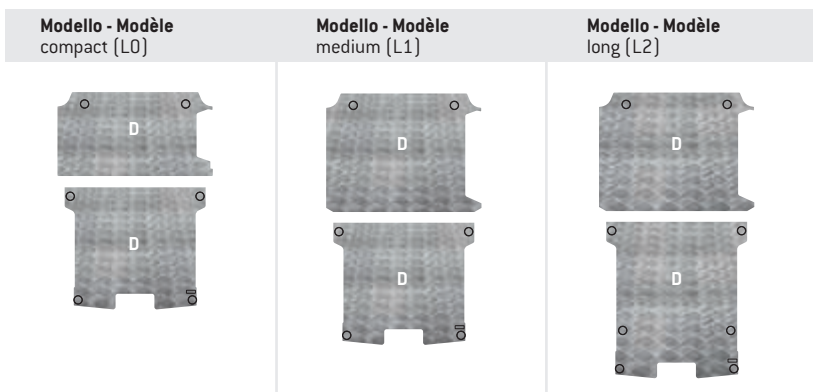 Modello - Modèle
compact (L0)
Modello - Modèle
medium (L1)
Modello - Modèle
long (L2)
D
D
D
D
D
D